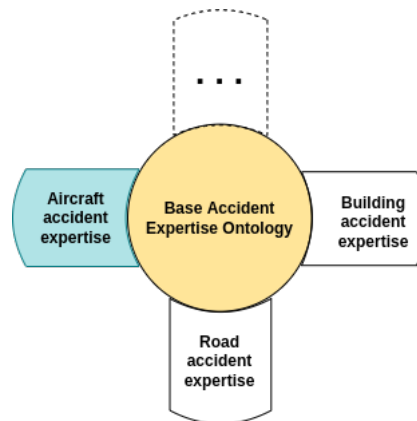 ...
Aircraft
accident
expertise
Base Accident
Expertise Ontology
Building
accident
expertise
Road
accident
expertise